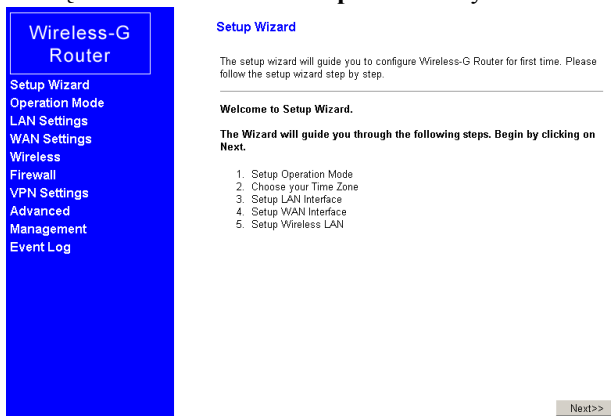 Wireless-G
Router
Setup Wizard
Operation Mode
LAN Settings
WAN Settings
Wireless
Firewall
VPN Settings
Advanced
Management
Event Log
Setup Wizard
The setup wizard will guide you to configure Wireless-G Router for first time. Please
follow the setup wizard step by step.
Welcome to Setup Wizard.
The Wizard will guide you through the following steps. Begin by clicking on
Next.
1. Setup Operation Mode
2. Choose your Time Zone
3. Setup LAN Interface
4. Setup WAN Interface
5. Setup Wireless LAN
Next>>